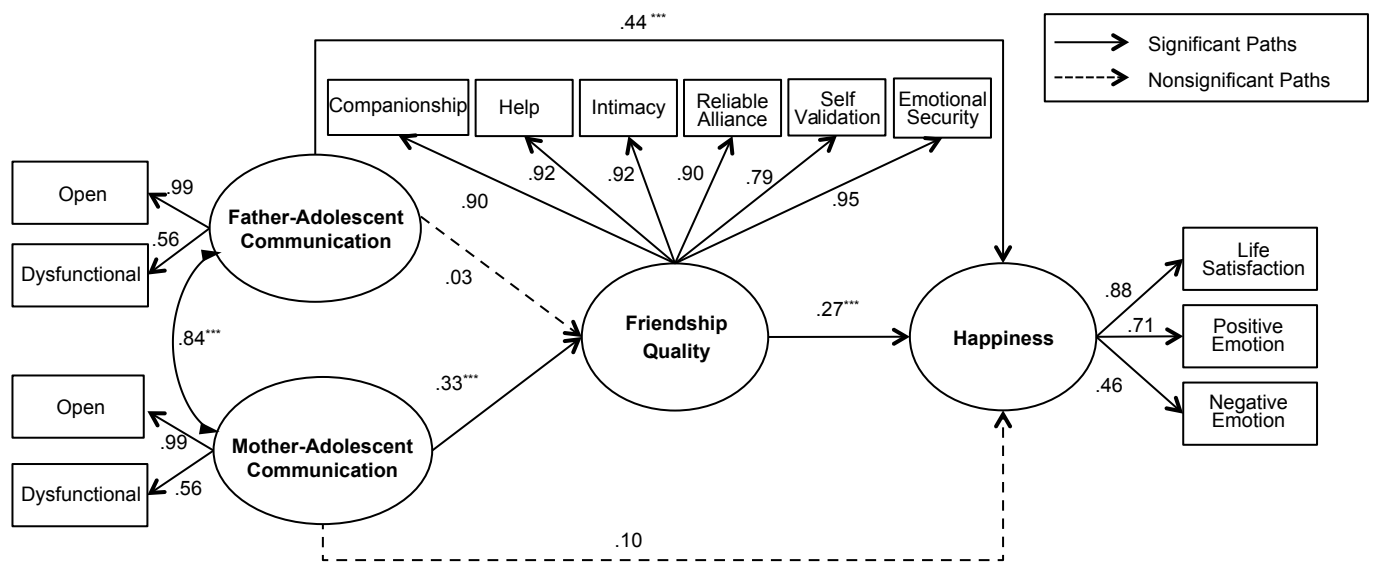 .44 ***
Significant Paths
Nonsignificant Paths
Companionship
Help
Intimacy
Reliable
Alliance
Self
Validation
Emotional
Security
Open
.99
Dysfunctional
.56
Father-Adolescent
Communication
.90
.92
.92
.90
.79
.95
.03
.84***
Friendship
Quality
.27***
Happiness
.88
.71
.46
Life
Satisfaction
Positive
Emotion
Negative
Emotion
.33***
Open
.99
Dysfunctional
.56
Mother-Adolescent
Communication
.10